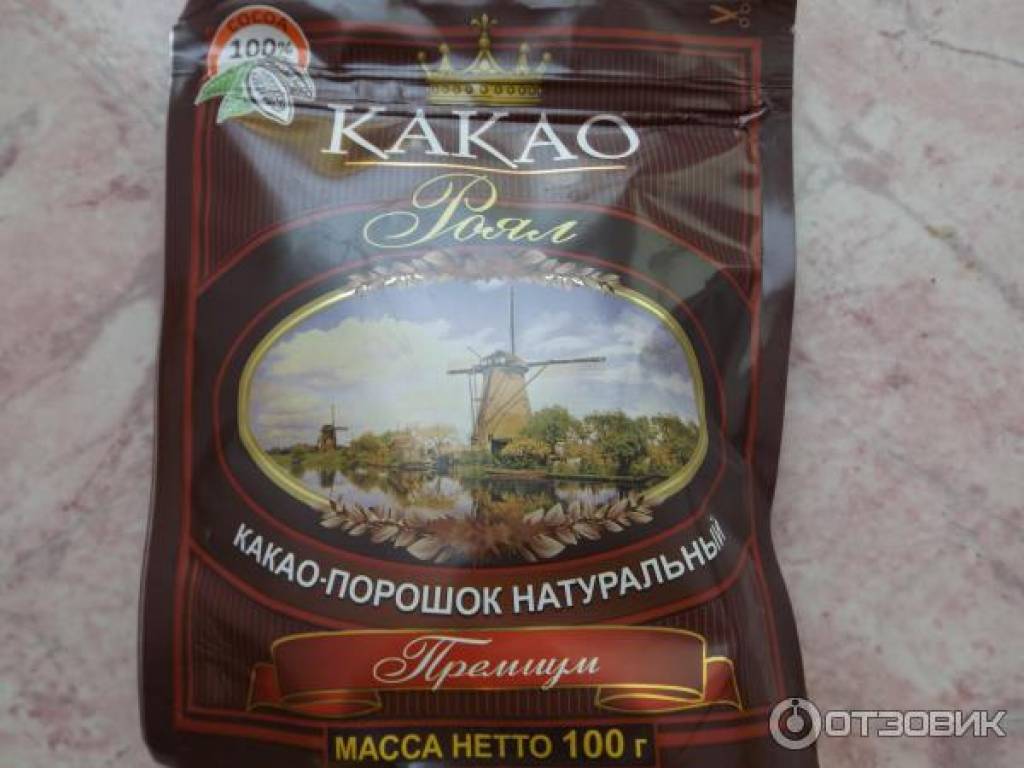 COCOA
100%
КАКАО
Роял
КАКАО-ПОРОШОК НАТУРАЛЬНЫЙ
Премиум
МАССА НЕТТО 100 г
ОТЗОВИК